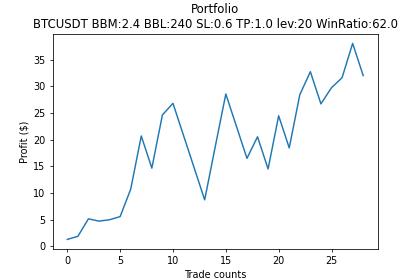 Portfolio
BTCUSDT BBM:2.4 BBL:240 SL:0.6 TP:1.0 lev:20 WinRatio:62.0
35
30
25
20
15
10
5
0
Profit ($)
0 5 10 15 20 25
Trade counts